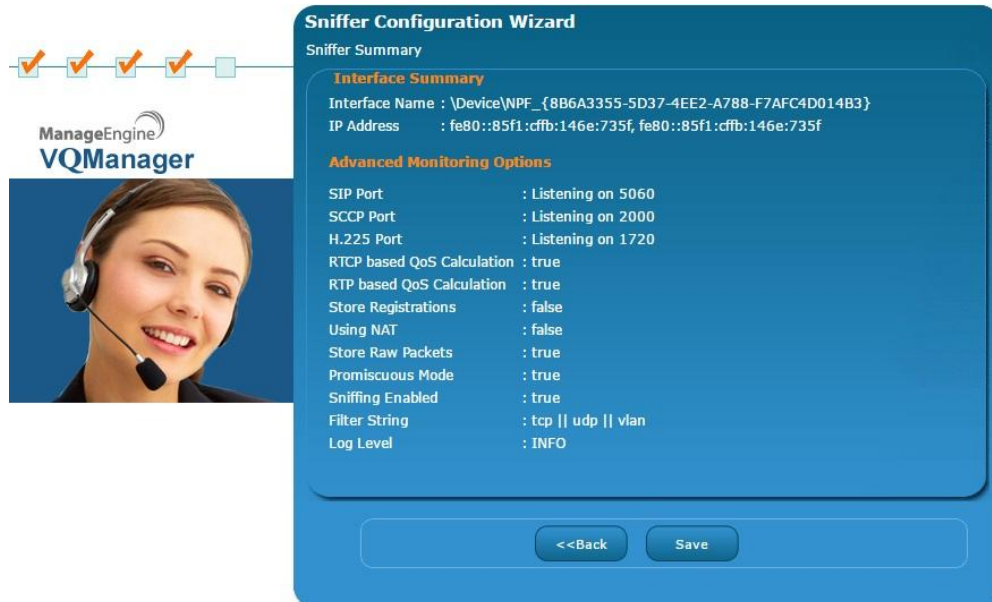 Sniffer Configuration Wizard
Sniffer Summary
ManageEngine
VQManager
Interface Summary
Interface Name : \Device\NPF_{8B6A3355-5D37-4EE2-A788-F7AFC4D014B3}
IP Address : fe80::85f1:cffb:146e:735f, fe80::85f1:cffb:146e:735f
Advanced Monitoring Options
SIP Port : Listening on 5060
SCCP Port : Listening on 2000
H.225 Port : Listening on 1720
RTCP based QoS Calculation : true
RTP based QoS Calculation : true
Store Registrations : false
Using NAT : false
Store Raw Packets : true
Promiscuous Mode : true
Sniffing Enabled : true
Filter String : tcp || udp || vlan
Log Level : INFO
<<Back Save